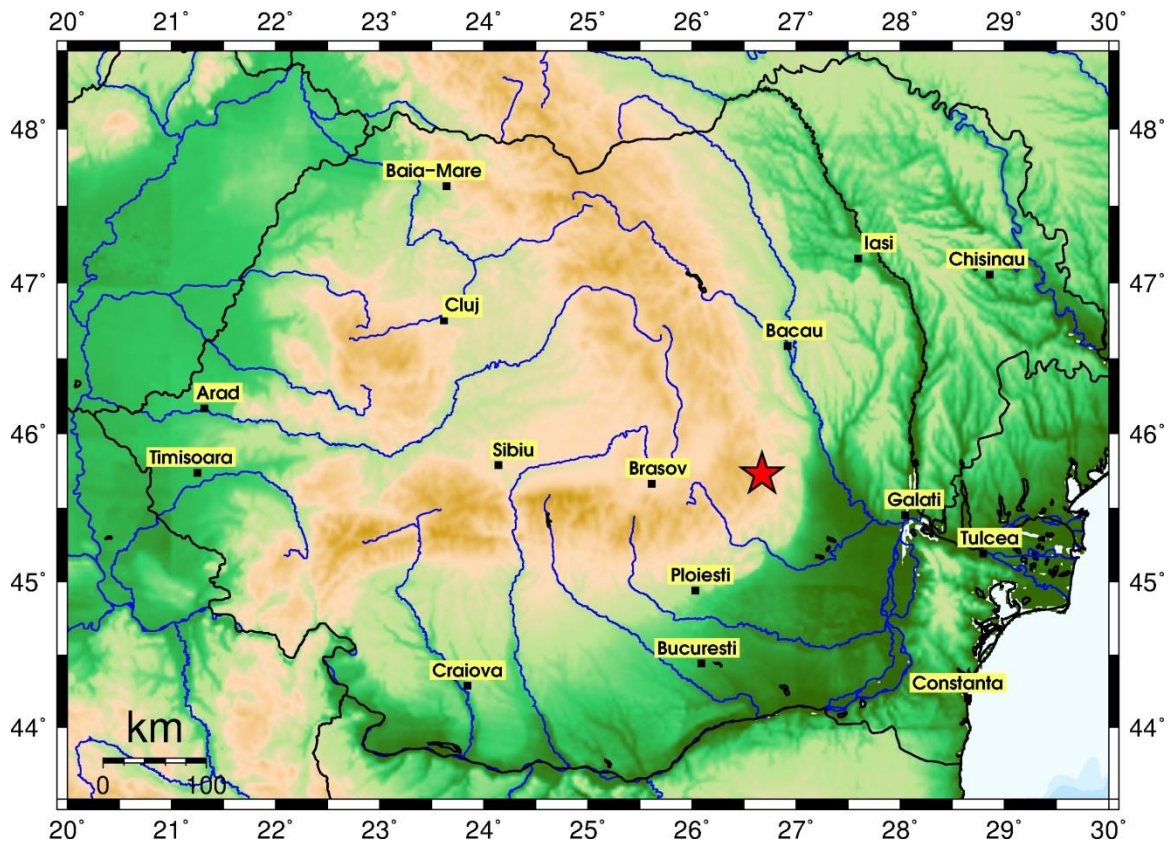 20° 21° 22° 23° 24° 25° 26° 27° 28° 29° 30°
48° 48°
Baia-Mare
Iasi
Chisinau
47° 47°
Cluj
Bacau
Arad
46° 46°
Timisoara
Sibiu
Brasov
Galati
Tulcea
45° 45°
Ploiesti
Bucuresti
Craiova
Constanta
44° 44°
km
0 100
20° 21° 22° 23° 24° 25° 26° 27° 28° 29° 30°